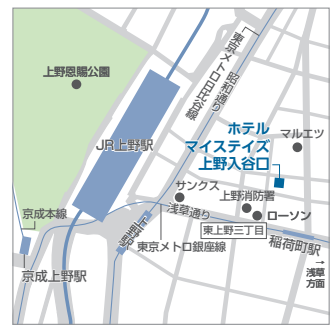 上野恩賜公園
JR上野駅
東京メトロ日比谷線
昭和通り
ホテル
マイステイズ
上野入谷口
マルエツ
サンクス
上野消防署
ローソン
浅草通り
東上野三丁目
上野駅
東京メトロ銀座線
稲荷町駅
→
浅草
方面
京成本線
京成上野駅